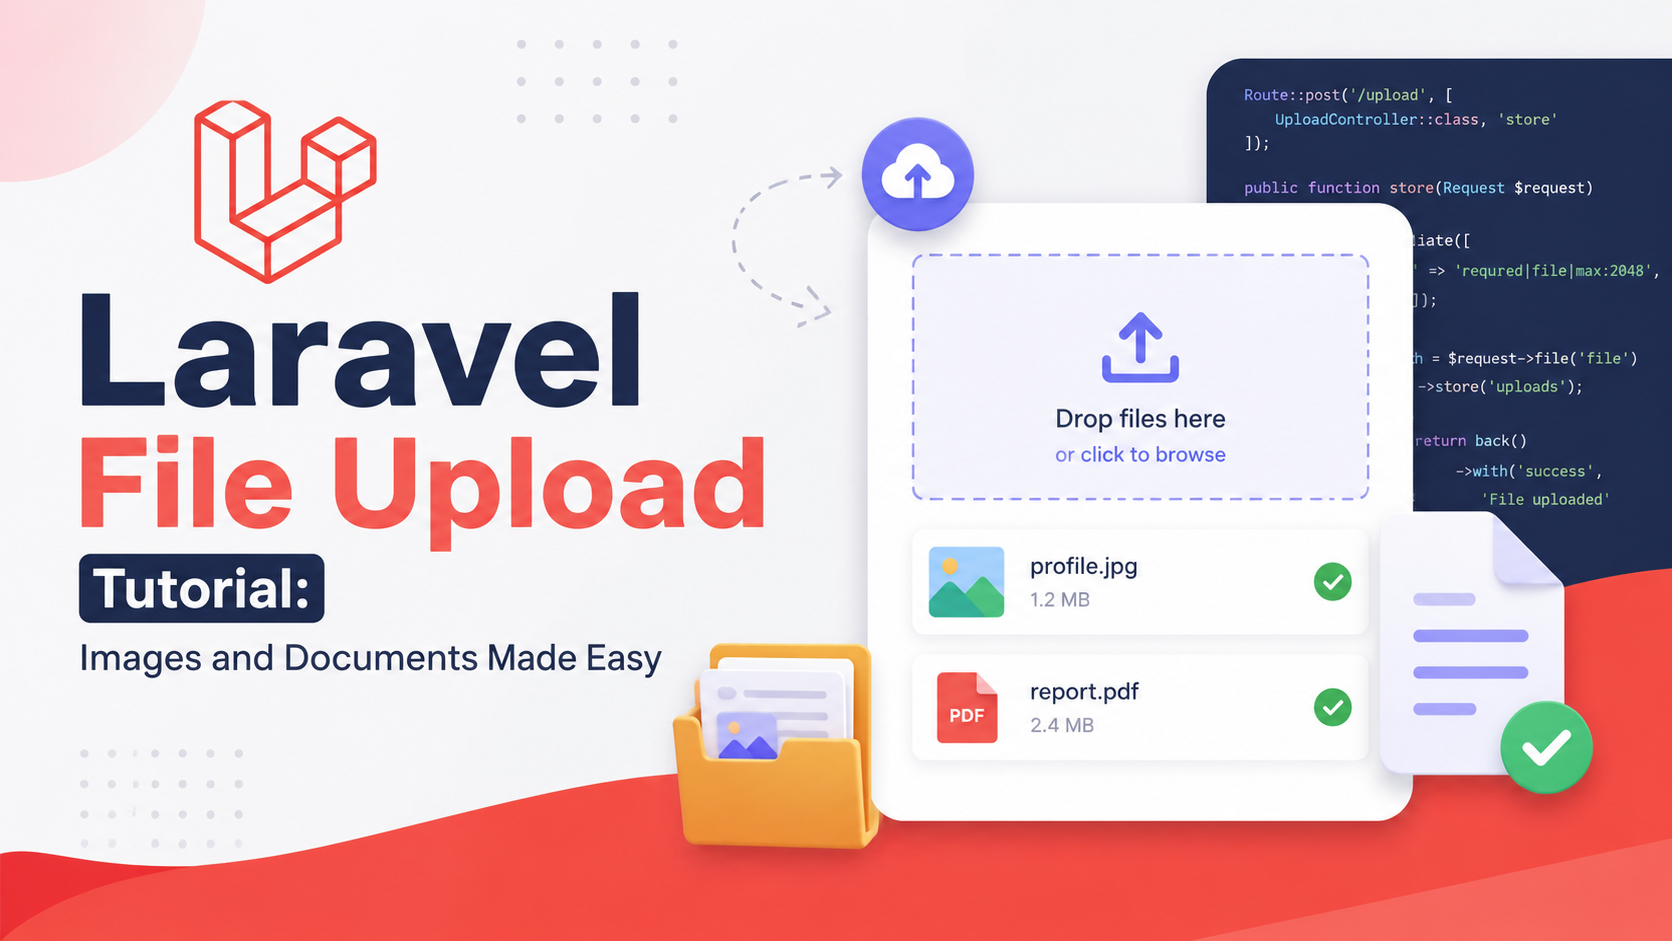 Laravel
File Upload
Tutorial:
Images and Documents Made Easy
Drop files here
or click to browse
profile.jpg
1.2 MB
PDF
report.pdf
2.4 MB
Route::post('/upload', [
UploadController::class, 'store'
]);
public function store(Request $request)
iate([
' => 'requred|file|max:2048',
]);
h = $request->file('file')
->store('uploads');
return back()
->with('success',
'File uploaded'